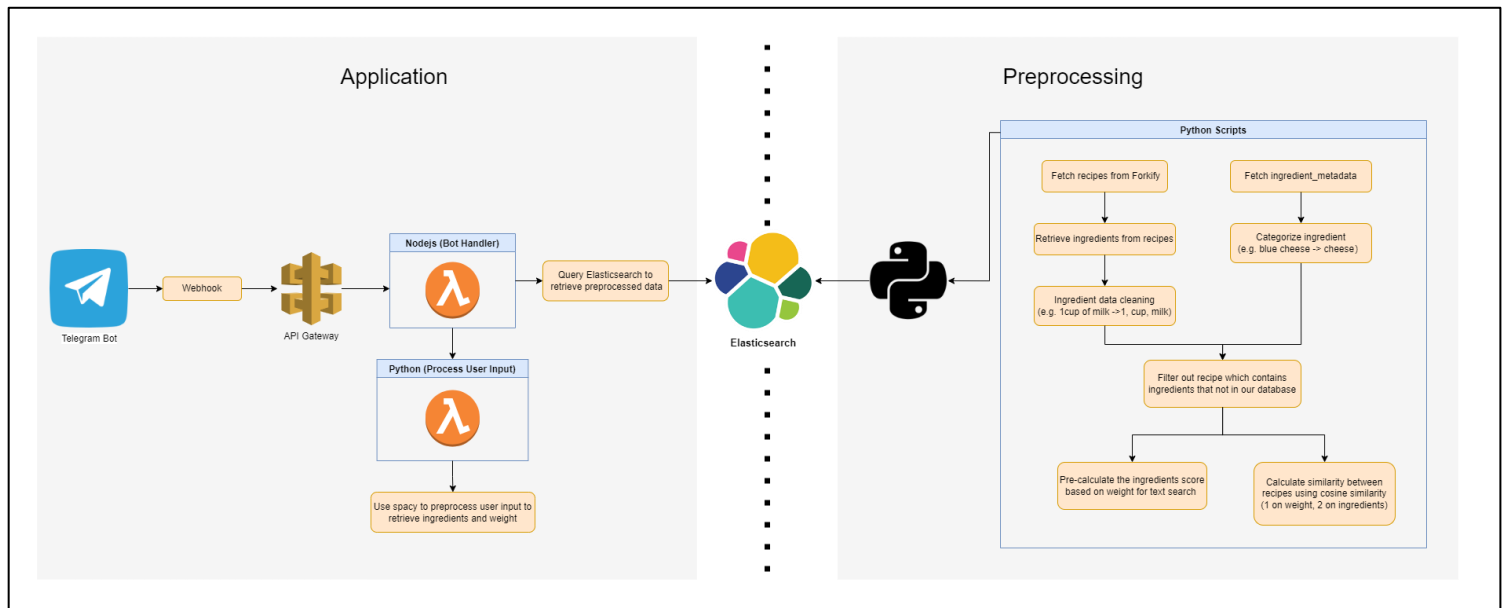 Application
Telegram Bot
Webhook
API Gateway
Nodejs (Bot Handler)
Query Elasticsearch to
retrieve preprocessed data
Python (Process User Input)
Use spacy to preprocess user input to
retrieve ingredients and weight
Elasticsearch
Preprocessing
Python Scripts
Fetch recipes from Forkify
Retrieve ingredients from recipes
Ingredient data cleaning
(e.g. 1cup of milk ->1, cup, milk)
Fetch ingredient_metadata
Categorize ingredient
(e.g. blue cheese -> cheese)
Filter out recipe which contains
ingredients that not in our database
Pre-calculate the ingredients score
based on weight for text search
Calculate similarity between
recipes using cosine similarity
(1 on weight, 2 on ingredients)